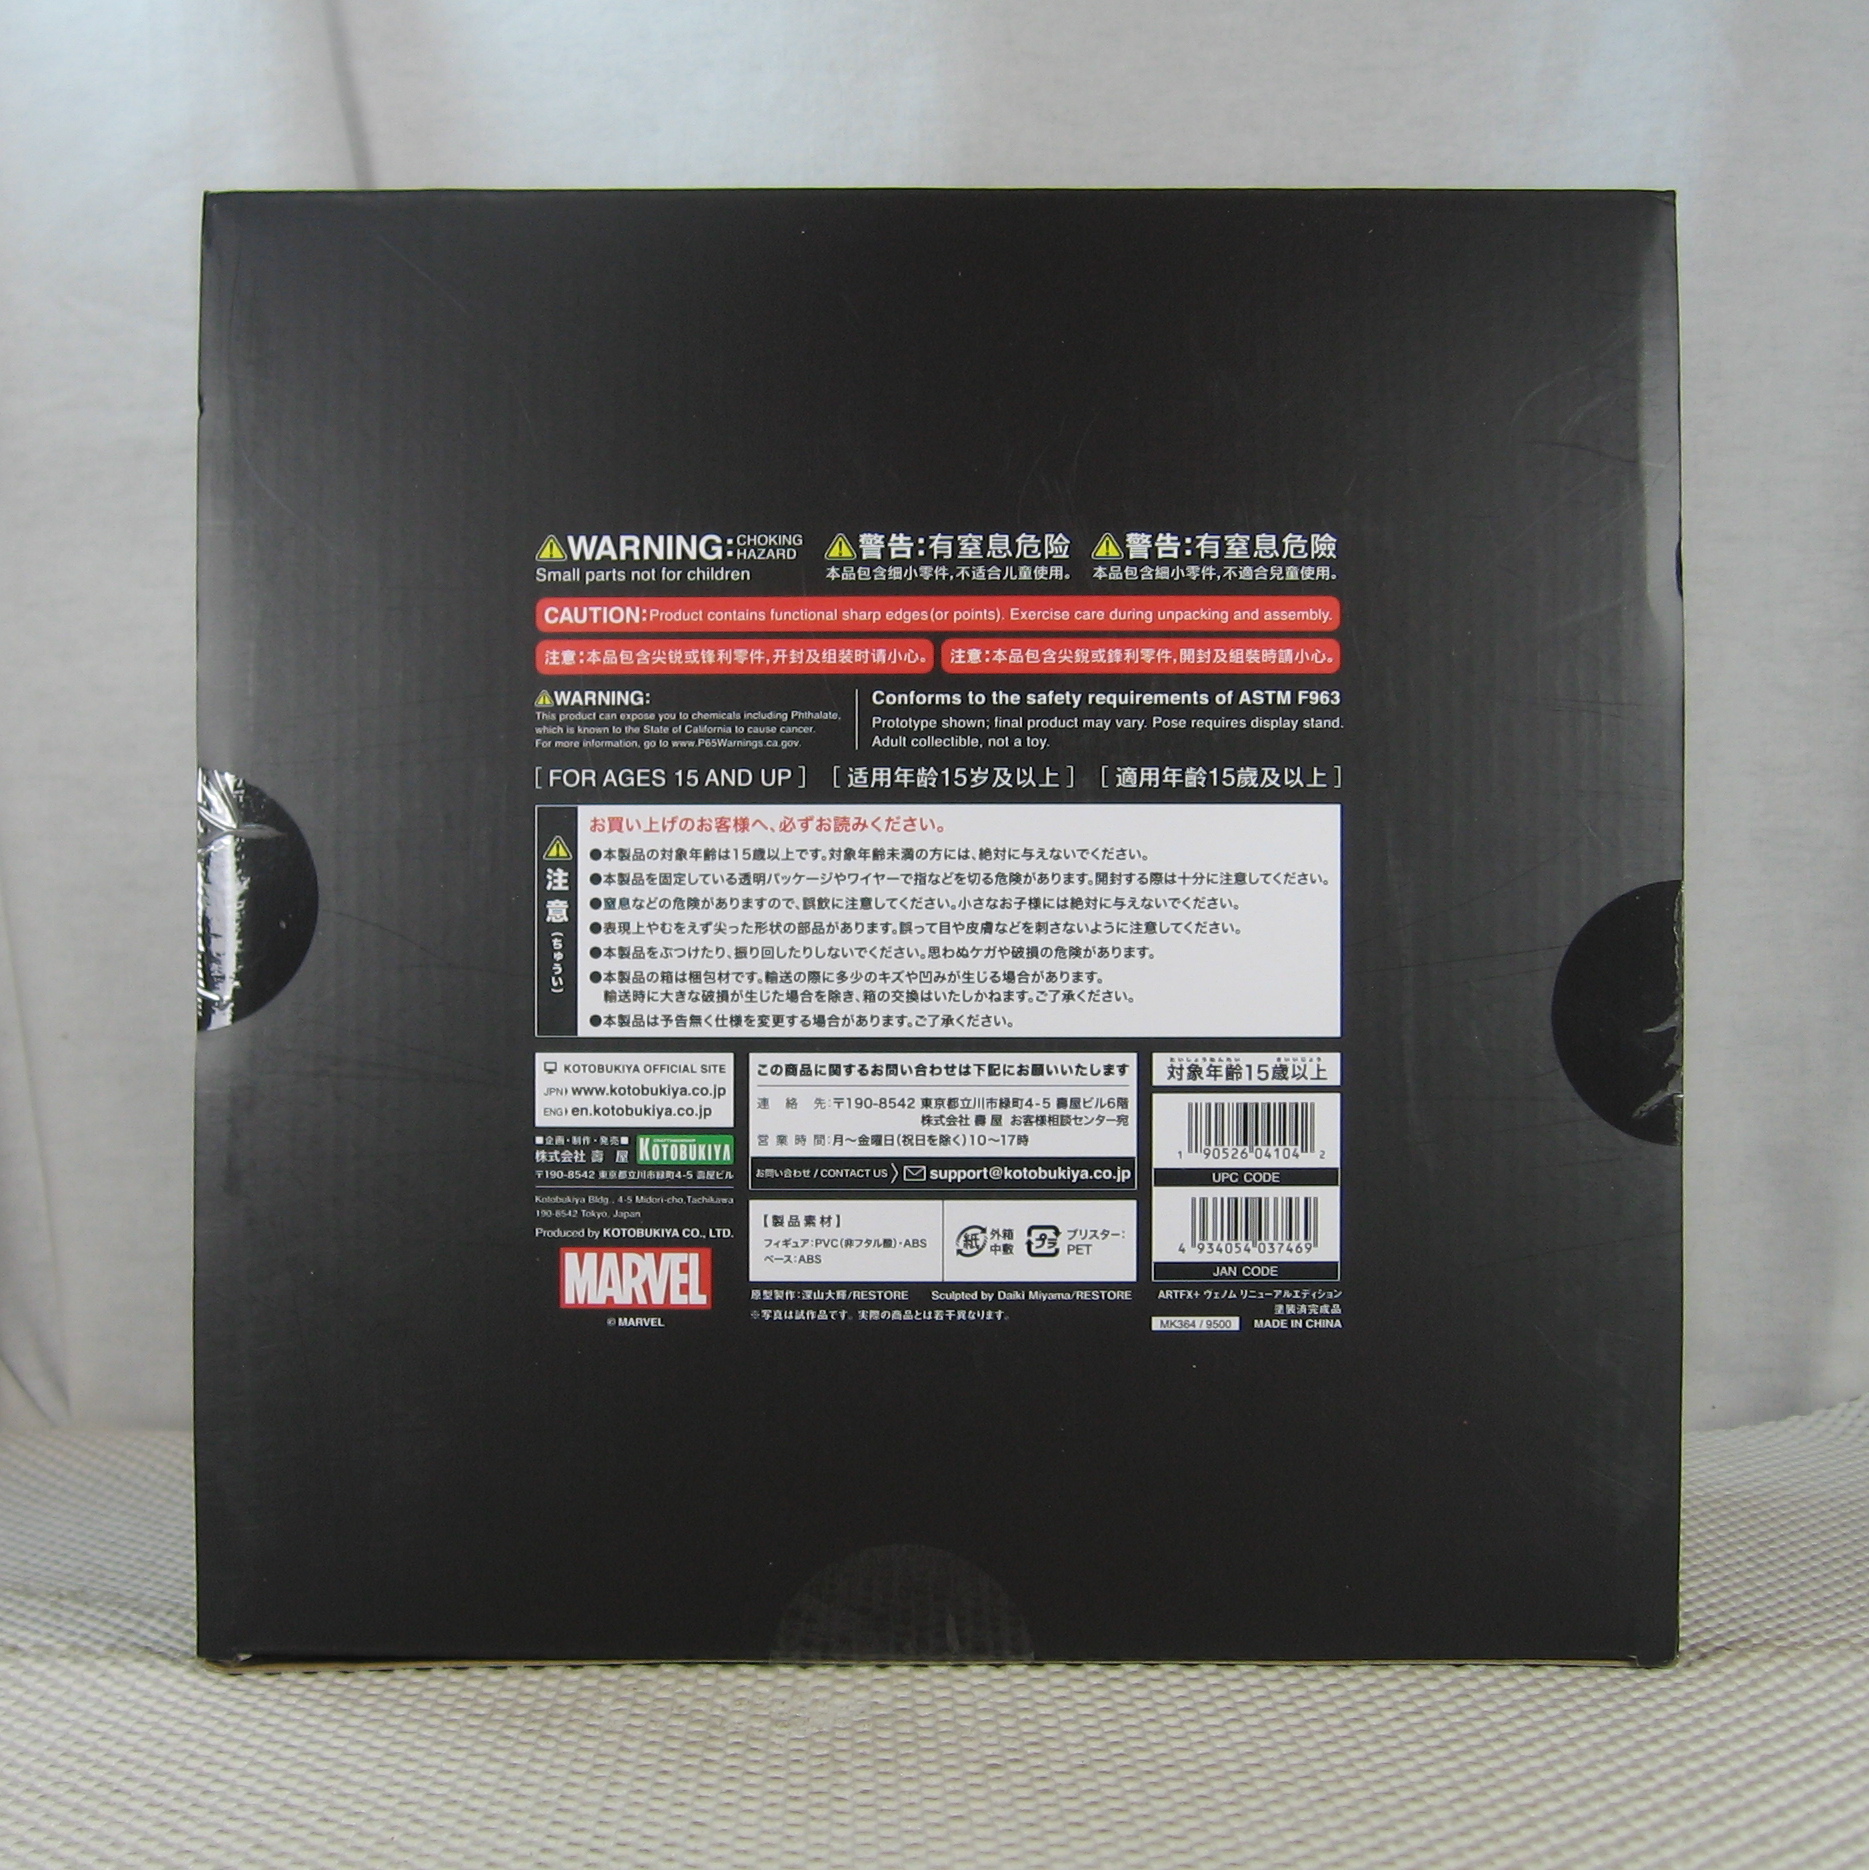 WARNING: CHOKING HAZARD
Small parts not for children
警告:有窒息危险
本品包含细小零件,不适合儿童使用。
警告:有窒息危險
本品包含細小零件,不適合兒童使用。
CAUTION: Product contains functional sharp edges (or points). Exercise care during unpacking and assembly.
注意:本品包含尖锐或锋利零件,开封及组装时请小心。
注意:本品包含尖銳或鋒利零件,開封及組裝時請小心。
WARNING:
This product can expose you to chemicals including Phthalate,
which is known to the State of California to cause cancer.
For more information, go to www.P65Warnings.ca.gov.
Conforms to the safety requirements of ASTM F963
Prototype shown; final product may vary. Pose requires display stand.
Adult collectible, not a toy.
[ FOR AGES 15 AND UP ] [ 适用年龄15岁及以上 ] [ 適用年齡15歲及以上 ]
注意(ちゅうい)
お買い上げのお客様へ、必ずお読みください。
●本製品の対象年齢は15歳以上です。対象年齢未満の方には、絶対に与えないでください。
●本製品を固定している透明パッケージやワイヤーで指などを切る危険があります。開封する際は十分に注意してください。
●窒息などの危険がありますので、誤飲に注意してください。小さなお子様には絶対に与えないでください。
●表現上やむをえず尖った形状の部品があります。誤って目や皮膚などを刺さないように注意してください。
●本製品をぶつけたり、振り回したりしないでください。思わぬケガや破損の危険があります。
●本製品の箱は梱包材です。輸送の際に多少のキズや凹みが生じる場合があります。
輸送時に大きな破損が生じた場合を除き、箱の交換はいたしかねます。ご了承ください。
●本製品は予告無く仕様を変更する場合があります。ご了承ください。
KOTOBUKIYA OFFICIAL SITE
JPN www.kotobukiya.co.jp
ENG en.kotobukiya.co.jp
■企画・制作・発売■
株式会社 壽 屋
KOTOBUKIYA
〒190-8542 東京都立川市緑町4-5 壽屋ビル
Kotobukiya Bldg., 4-5 Midori-cho,Tachikawa
190-8542 Tokyo, Japan
Produced by KOTOBUKIYA CO., LTD.
MARVEL
© MARVEL
この商品に関するお問い合わせは下記にお願いいたします
連 絡 先:〒190-8542 東京都立川市緑町4-5 壽屋ビル6階
株式会社 壽 屋 お客様相談センター宛
営業時間:月〜金曜日(祝日を除く)10〜17時
お問い合わせ / CONTACT US support@kotobukiya.co.jp
【製品素材】
フィギュア:PVC(非フタル酸)・ABS
ベース:ABS
紙 外箱 中敷
プラ ブリスター: PET
原型製作:深山大輝/RESTORE Sculpted by Daiki Miyama/RESTORE
※写真は試作品です。実際の商品とは若干異なります。
たいしょうねんれい さいいじょう
対象年齢15歳以上
1 90526 04104 2
UPC CODE
4 934054 037469
JAN CODE
ARTFX+ ヴェノム リニューアルエディション
塗装済完成品
MK364 / 9500 MADE IN CHINA